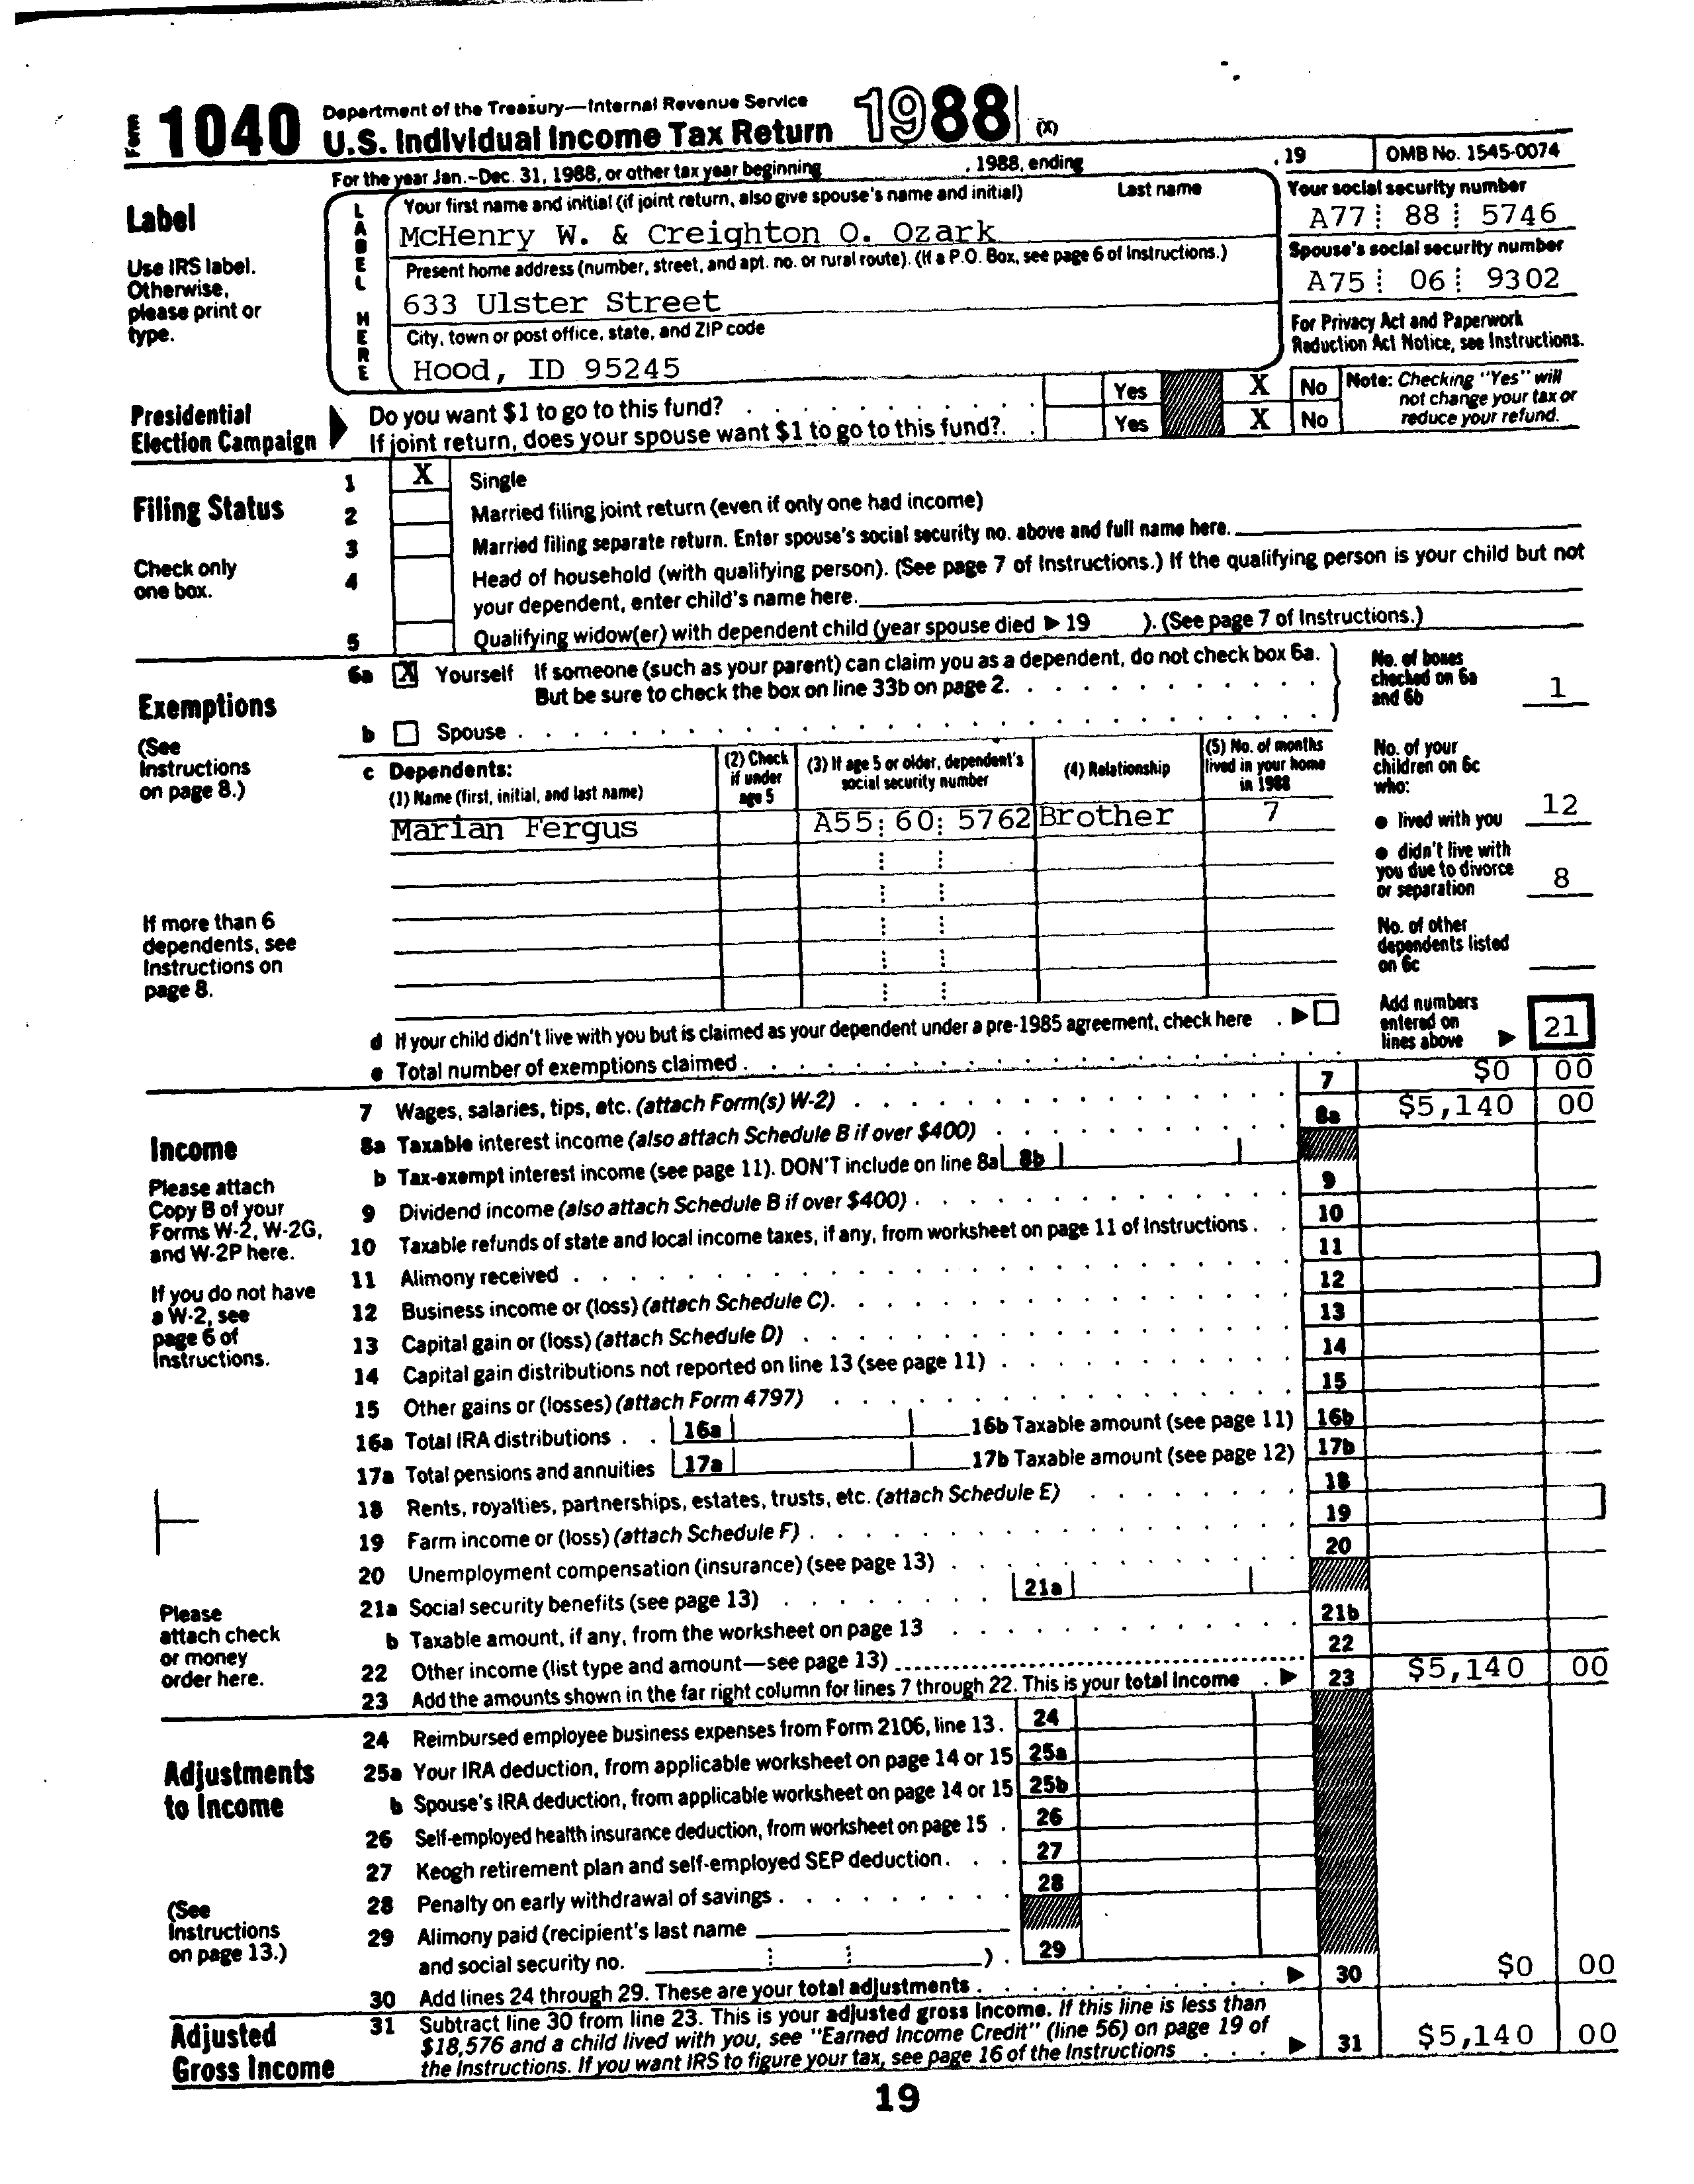 Form 1040 Department of the Treasury—Internal Revenue Service
U.S. Individual Income Tax Return 1988 (X)
For the year Jan.-Dec. 31, 1988, or other tax year beginning , 1988, ending , 19 OMB No. 1545-0074
Label
Use IRS label.
Otherwise,
please print or
type.
LABEL HERE
Your first name and initial (if joint return, also give spouse's name and initial) Last name
McHenry W. & Creighton O. Ozark
Present home address (number, street, and apt. no. or rural route). (If a P.O. Box, see page 6 of Instructions.)
633 Ulster Street
City, town or post office, state, and ZIP code
Hood, ID 95245
Your social security number
A77 88 5746
Spouse's social security number
A75 06 9302
For Privacy Act and Paperwork
Reduction Act Notice, see Instructions.
Presidential
Election Campaign
Do you want $1 to go to this fund? Yes X No
If joint return, does your spouse want $1 to go to this fund? Yes X No
Note: Checking "Yes" will
not change your tax or
reduce your refund.
Filing Status
Check only
one box.
1 X Single
2 Married filing joint return (even if only one had income)
3 Married filing separate return. Enter spouse's social security no. above and full name here.
4 Head of household (with qualifying person). (See page 7 of Instructions.) If the qualifying person is your child but not
your dependent, enter child's name here.
5 Qualifying widow(er) with dependent child (year spouse died ▶ 19 ). (See page 7 of Instructions.)
Exemptions
(See
Instructions
on page 8.)
6a X Yourself If someone (such as your parent) can claim you as a dependent, do not check box 6a.
But be sure to check the box on line 33b on page 2.
b Spouse
No. of boxes
checked on 6a
and 6b 1
c Dependents:
(1) Name (first, initial, and last name)
(2) Check
if under
age 5
(3) If age 5 or older, dependent's
social security number
(4) Relationship
(5) No. of months
lived in your home
in 1988
Marian Fergus A55 60 5762 Brother 7
No. of your
children on 6c
who:
● lived with you 12
● didn't live with
you due to divorce
or separation 8
No. of other
dependents listed
on 6c
If more than 6
dependents, see
Instructions on
page 8.
d If your child didn't live with you but is claimed as your dependent under a pre-1985 agreement, check here ▶
e Total number of exemptions claimed
Add numbers
entered on
lines above ▶ 21
Income
Please attach
Copy B of your
Forms W-2, W-2G,
and W-2P here.
If you do not have
a W-2, see
page 6 of
Instructions.
Please
attach check
or money
order here.
7 Wages, salaries, tips, etc. (attach Form(s) W-2) 7 $0 00
8a Taxable interest income (also attach Schedule B if over $400) 8a $5,140 00
b Tax-exempt interest income (see page 11). DON'T include on line 8a 8b
9 Dividend income (also attach Schedule B if over $400) 9
10 Taxable refunds of state and local income taxes, if any, from worksheet on page 11 of Instructions 10
11 Alimony received 11
12 Business income or (loss) (attach Schedule C) 12
13 Capital gain or (loss) (attach Schedule D) 13
14 Capital gain distributions not reported on line 13 (see page 11) 14
15 Other gains or (losses) (attach Form 4797) 15
16a Total IRA distributions 16a 16b Taxable amount (see page 11) 16b
17a Total pensions and annuities 17a 17b Taxable amount (see page 12) 17b
18 Rents, royalties, partnerships, estates, trusts, etc. (attach Schedule E) 18
19 Farm income or (loss) (attach Schedule F) 19
20 Unemployment compensation (insurance) (see page 13) 20
21a Social security benefits (see page 13) 21a
b Taxable amount, if any, from the worksheet on page 13 21b
22 Other income (list type and amount—see page 13) 22
23 Add the amounts shown in the far right column for lines 7 through 22. This is your total income ▶ 23 $5,140 00
Adjustments
to Income
(See
Instructions
on page 13.)
24 Reimbursed employee business expenses from Form 2106, line 13. 24
25a Your IRA deduction, from applicable worksheet on page 14 or 15 25a
b Spouse's IRA deduction, from applicable worksheet on page 14 or 15 25b
26 Self-employed health insurance deduction, from worksheet on page 15 26
27 Keogh retirement plan and self-employed SEP deduction 27
28 Penalty on early withdrawal of savings 28
29 Alimony paid (recipient's last name
and social security no. ) 29
30 Add lines 24 through 29. These are your total adjustments ▶ 30 $0 00
Adjusted
Gross Income
31 Subtract line 30 from line 23. This is your adjusted gross income. If this line is less than
$18,576 and a child lived with you, see "Earned Income Credit" (line 56) on page 19 of
the Instructions. If you want IRS to figure your tax, see page 16 of the Instructions ▶ 31 $5,140 00
19